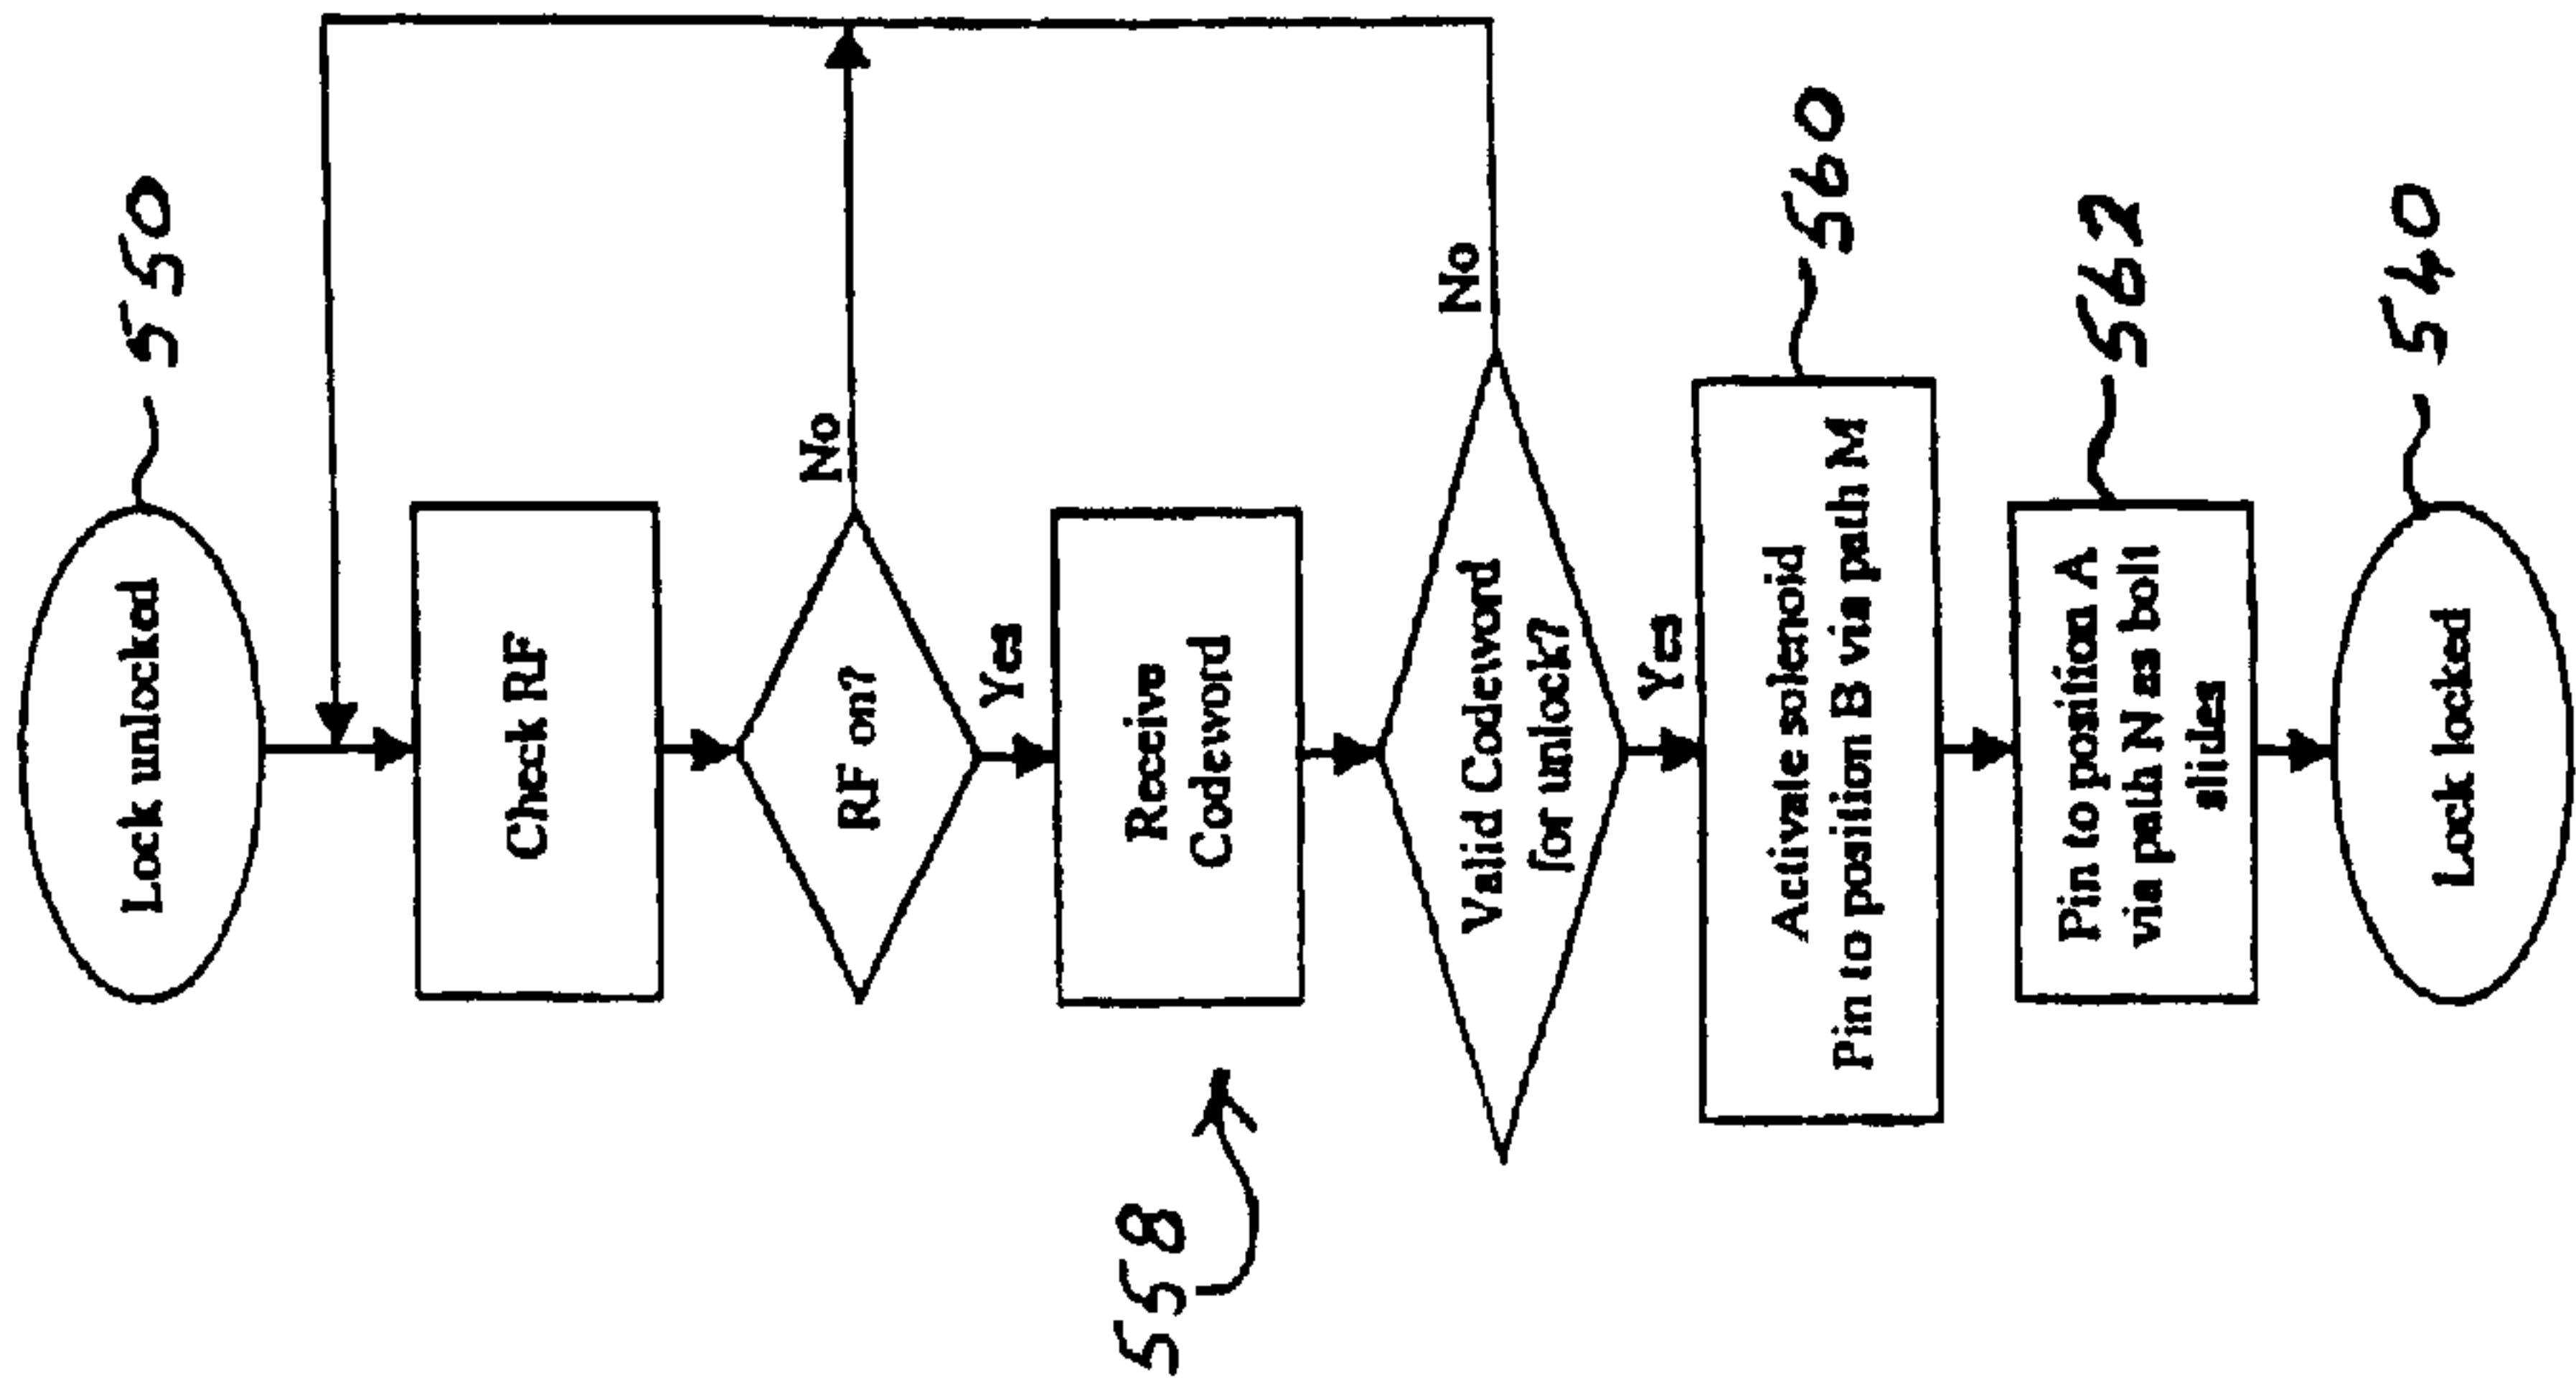 Lock unlocked
550
Check RF
RF on?
No
Yes
Receive
Codeword
558
Valid Codeword
for unlock?
No
Yes
Activate solenoid
Pin to position B via path M
560
Pin to position A
via path N as bolt
slides
562
Lock locked
540